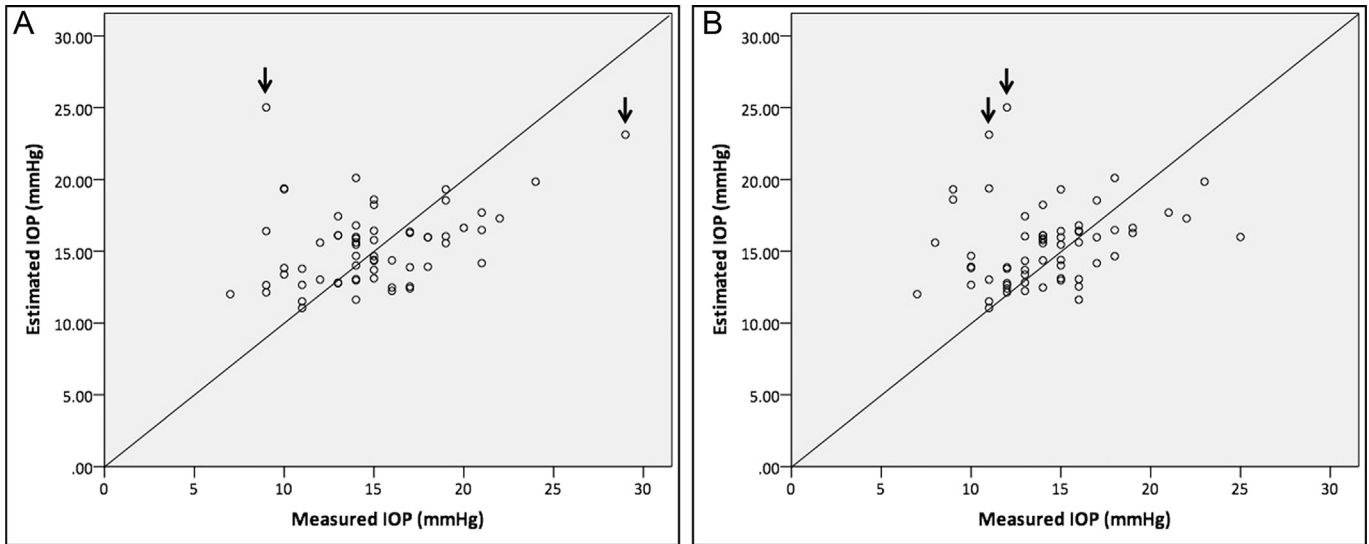 A
Estimated IOP (mmHg)
30.00
25.00
20.00
15.00
10.00
5.00
.00
0 5 10 15 20 25 30
Measured IOP (mmHg)
B
Estimated IOP (mmHg)
30.00
25.00
20.00
15.00
10.00
5.00
.00
0 5 10 15 20 25 30
Measured IOP (mmHg)